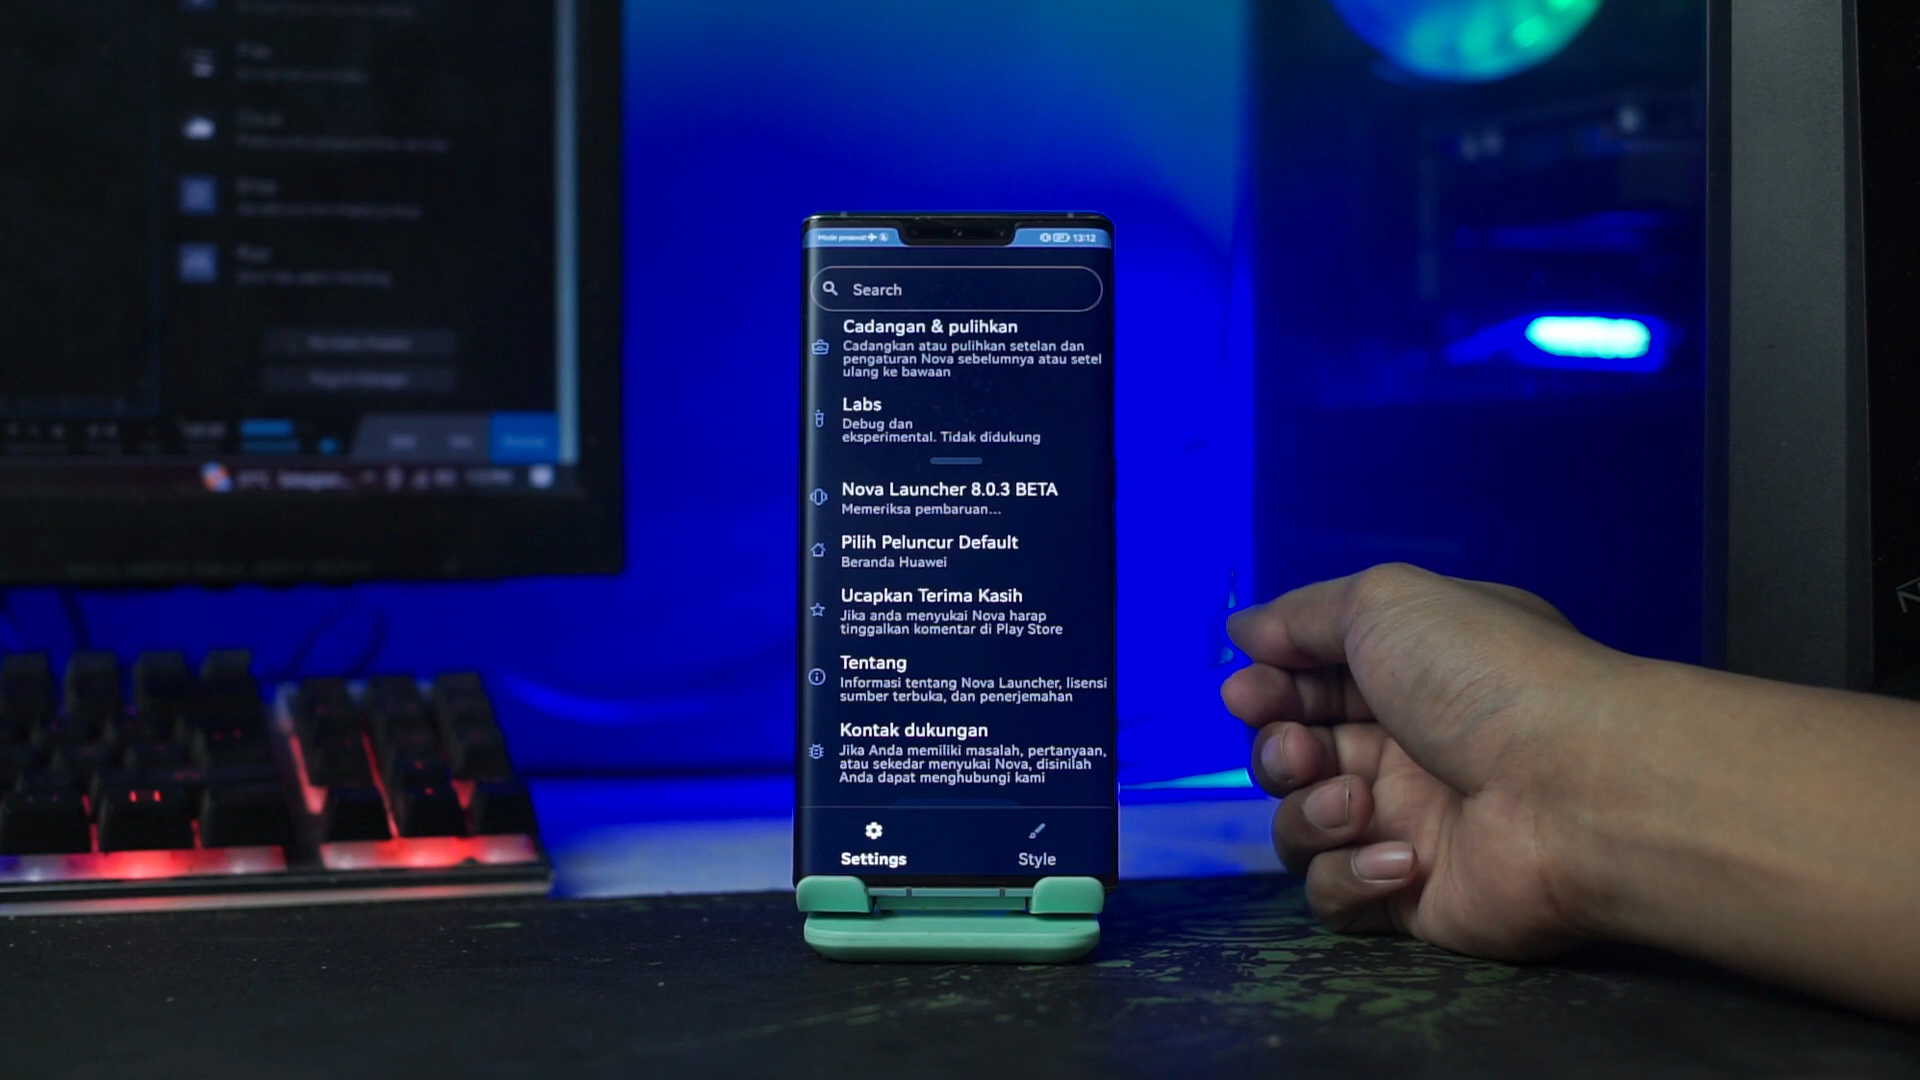 Mode pesawat
13:12
Search
Cadangan & pulihkan
Cadangkan atau pulihkan setelan dan
pengaturan Nova sebelumnya atau setel
ulang ke bawaan
Labs
Debug dan
eksperimental. Tidak didukung
Nova Launcher 8.0.3 BETA
Memeriksa pembaruan...
Pilih Peluncur Default
Beranda Huawei
Ucapkan Terima Kasih
Jika anda menyukai Nova harap
tinggalkan komentar di Play Store
Tentang
Informasi tentang Nova Launcher, lisensi
sumber terbuka, dan penerjemahan
Kontak dukungan
Jika Anda memiliki masalah, pertanyaan,
atau sekedar menyukai Nova, disinilah
Anda dapat menghubungi kami
Settings
Style